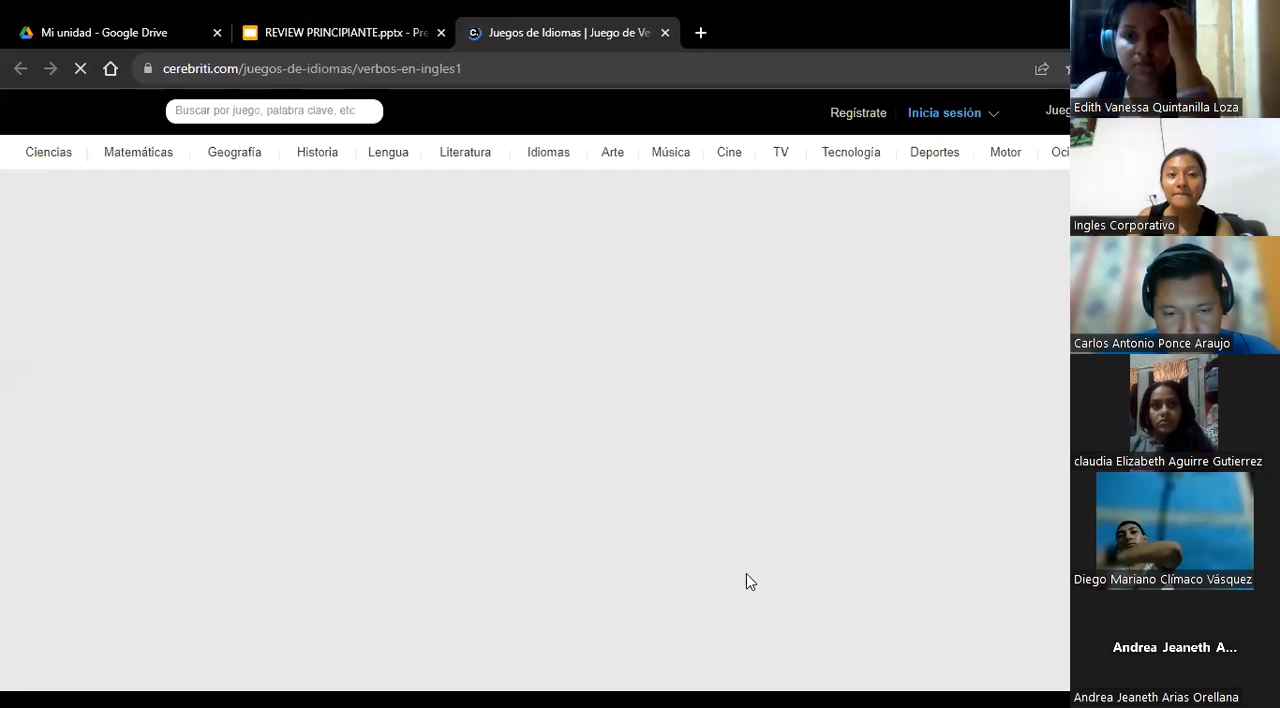 Mi unidad - Google Drive
REVIEW PRINCIPIANTE.pptx - Pre
Juegos de Idiomas | Juego de Ve
cerebriti.com/juegos-de-idiomas/verbos-en-ingles1
Buscar por juego, palabra clave, etc
Regístrate
Inicia sesión
Jueg
Ciencias
Matemáticas
Geografía
Historia
Lengua
Literatura
Idiomas
Arte
Música
Cine
TV
Tecnología
Deportes
Motor
Oci
Edith Vanessa Quintanilla Loza
Ingles Corporativo
Carlos Antonio Ponce Araujo
claudia Elizabeth Aguirre Gutierrez
Diego Mariano Clímaco Vásquez
Andrea Jeaneth A...
Andrea Jeaneth Arias Orellana